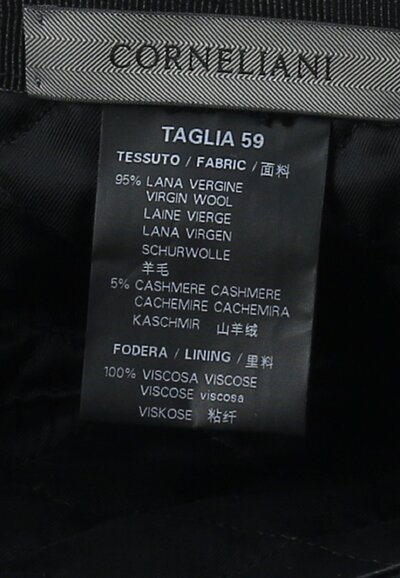 CORNELIANI
TAGLIA 59
TESSUTO / FABRIC / 面料
95% LANA VERGINE
VIRGIN WOOL
LAINE VIERGE
LANA VIRGEN
SCHURWOLLE
羊毛
5% CASHMERE CASHMERE
CACHEMIRE CACHEMIRA
KASCHMIR 山羊绒
FODERA / LINING / 里料
100% VISCOSA VISCOSE
VISCOSE viscosa
VISKOSE 粘纤